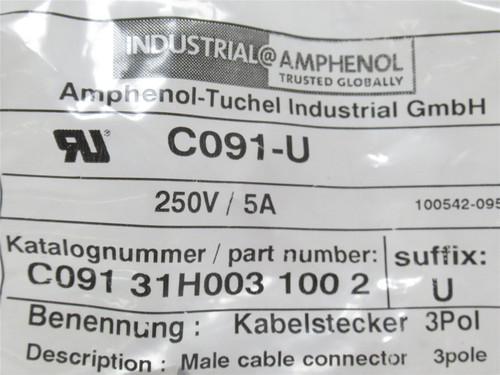 INDUSTRIAL@AMPHENOL
TRUSTED GLOBALLY
Amphenol-Tuchel Industrial GmbH
RU® C091-U
250V / 5A 100542-095
Katalognummer / part number: suffix:
C091 31H003 100 2 U
Benennung : Kabelstecker 3Pol
Description : Male cable connector 3pole